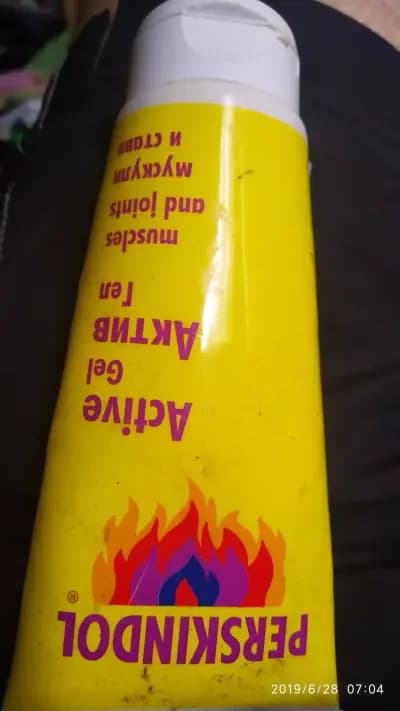 PERSKINDOL®
Active
Gel
Актив
Гел
muscles
and joints
мускули
и стави
2019/6/28 07:04